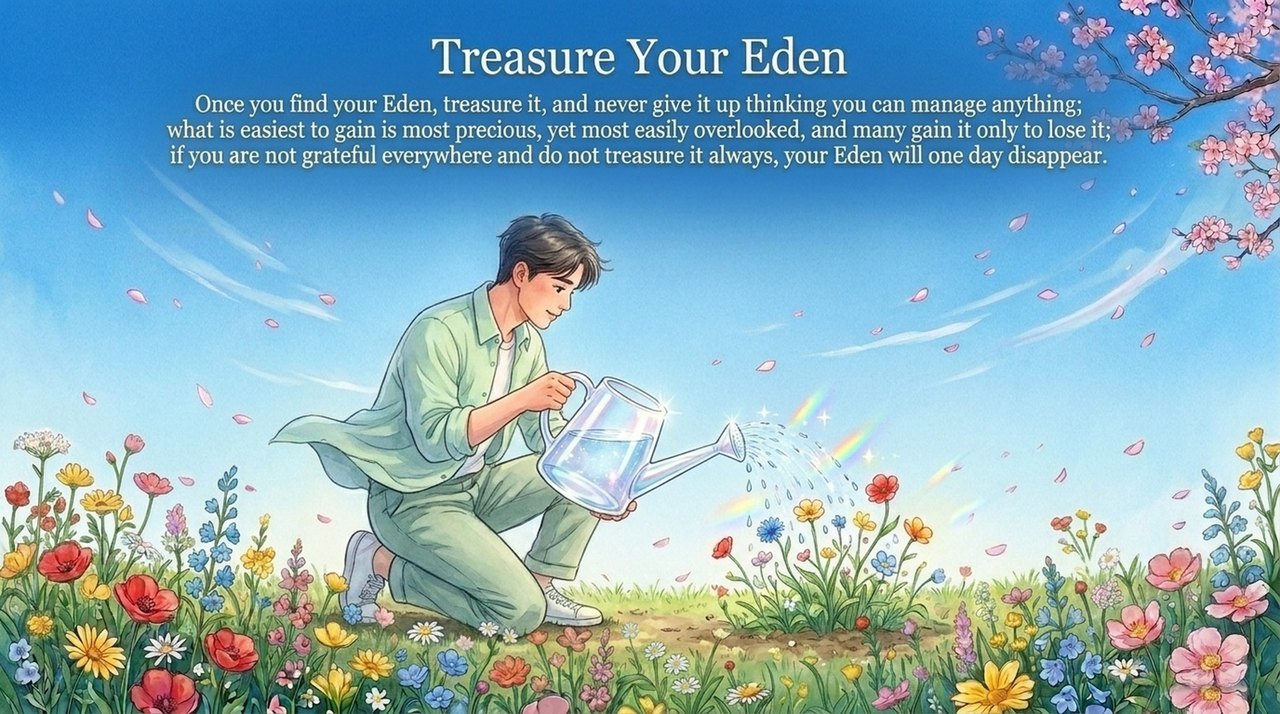 Treasure Your Eden
Once you find your Eden, treasure it, and never give it up thinking you can manage anything;
what is easiest to gain is most precious, yet most easily overlooked, and many gain it only to lose it;
if you are not grateful everywhere and do not treasure it always, your Eden will one day disappear.